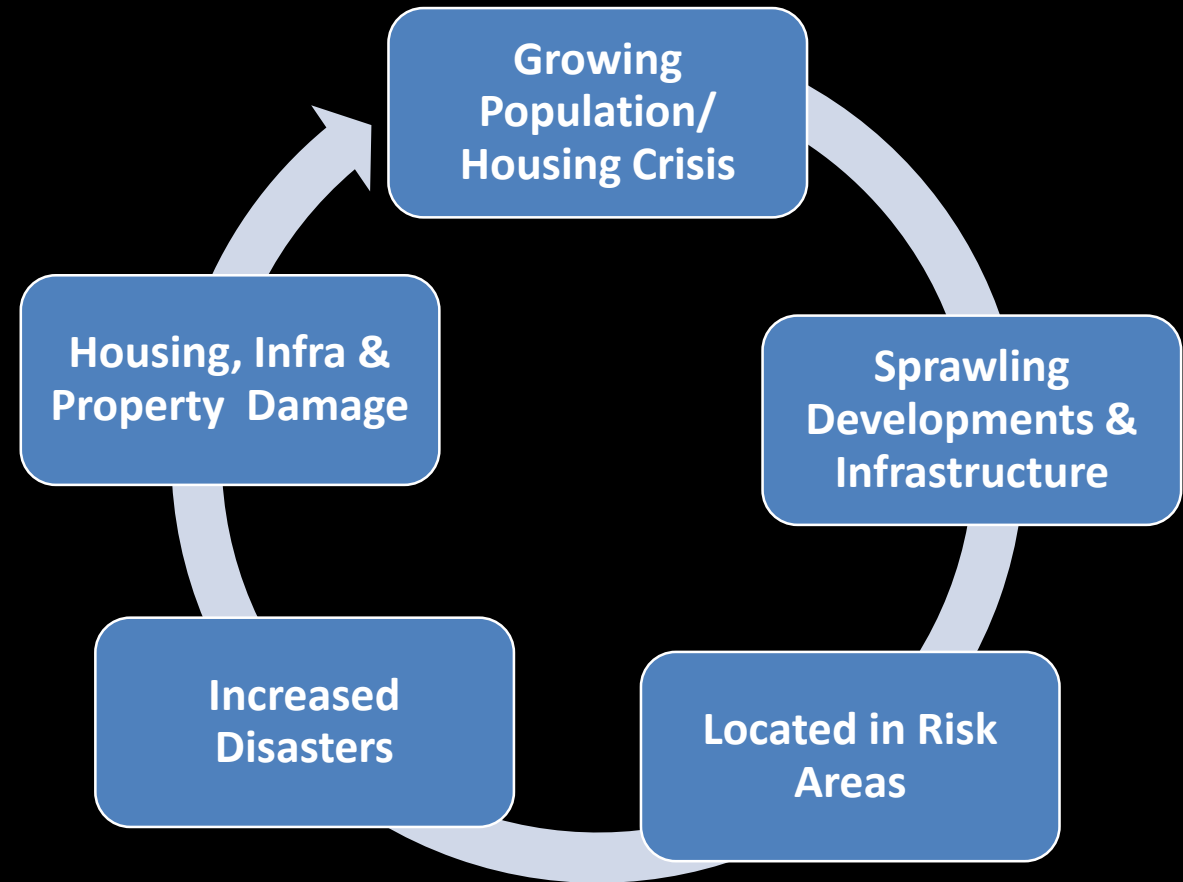 Growing
Population/
Housing Crisis
Sprawling
Developments &
Infrastructure
Located in Risk
Areas
Increased
Disasters
Housing, Infra &
Property  Damage